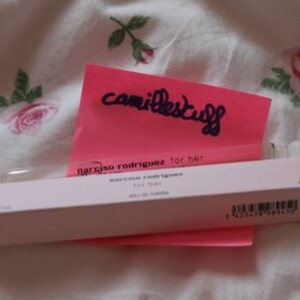 camillestuff
narciso rodriguez for her
narciso rodriguez
for her
eau de toilette